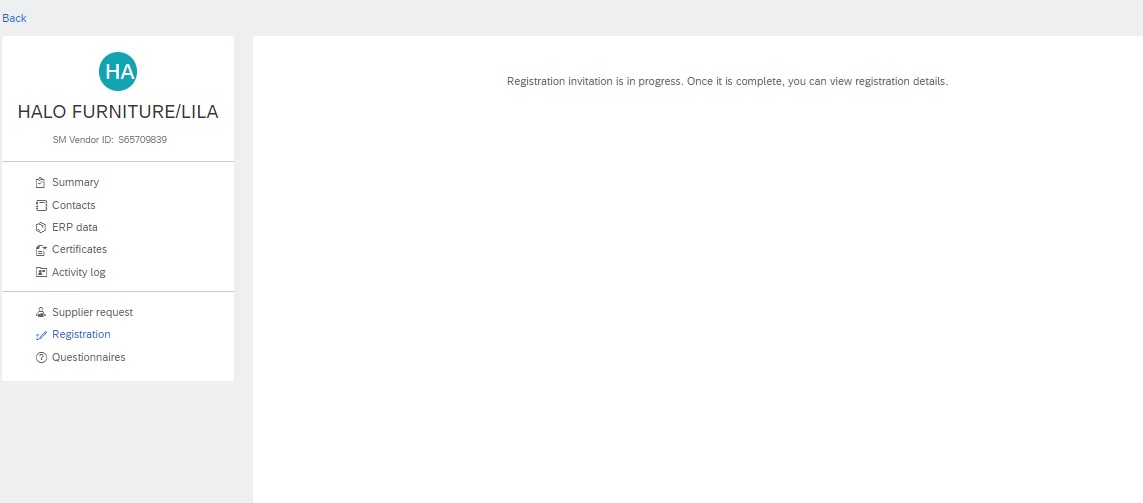 Back
HA
HALO FURNITURE/LILA
SM Vendor ID: S65709839
Summary
Contacts
ERP data
Certificates
Activity log
Supplier request
Registration
Questionnaires
Registration invitation is in progress. Once it is complete, you can view registration details.